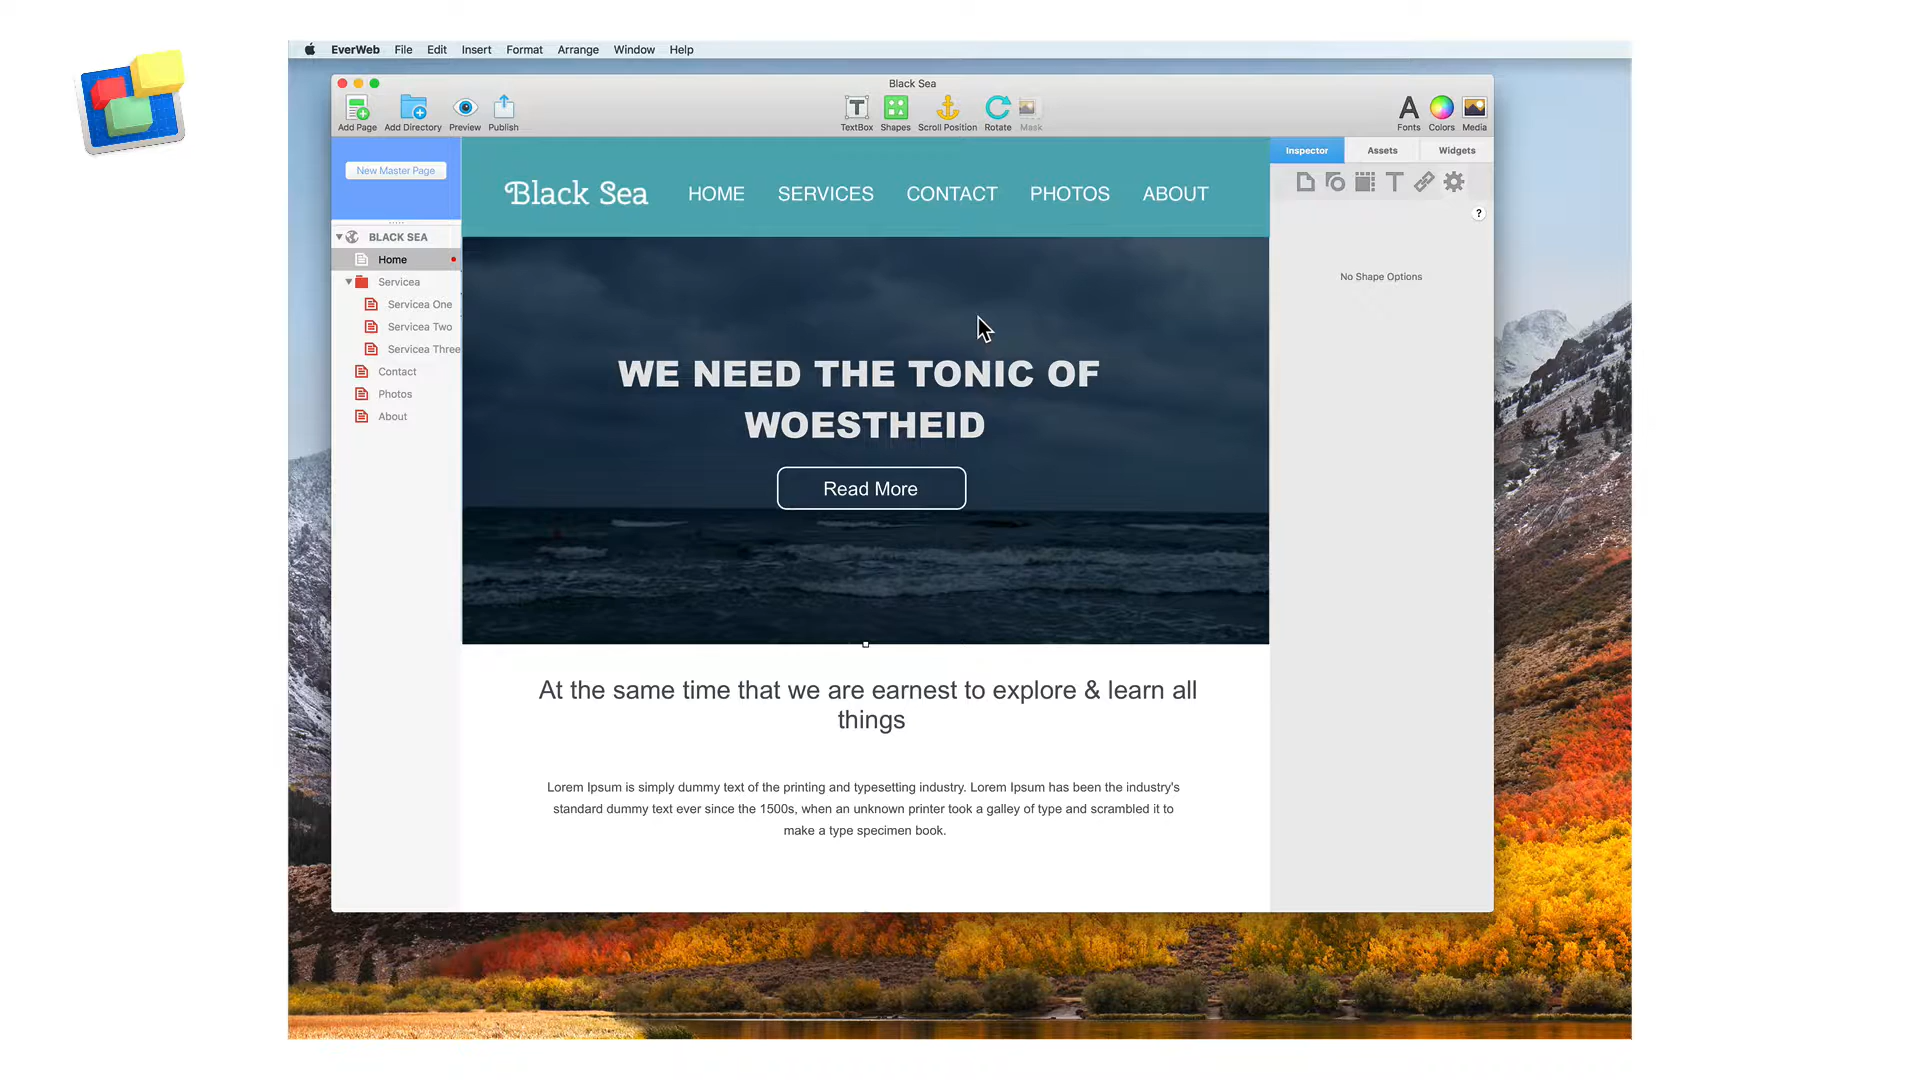 EverWeb File Edit Insert Format Arrange Window Help
Black Sea
Add Page Add Directory Preview Publish TextBox Shapes Scroll Position Rotate Mask Fonts Colors Media
New Master Page
Inspector Assets Widgets
Black Sea HOME SERVICES CONTACT PHOTOS ABOUT
?
BLACK SEA
Home
Servicea
Servicea One
Servicea Two
Servicea Three
Contact
Photos
About
No Shape Options
WE NEED THE TONIC OF
WOESTHEID
Read More
At the same time that we are earnest to explore & learn all
things
Lorem Ipsum is simply dummy text of the printing and typesetting industry. Lorem Ipsum has been the industry's
standard dummy text ever since the 1500s, when an unknown printer took a galley of type and scrambled it to
make a type specimen book.